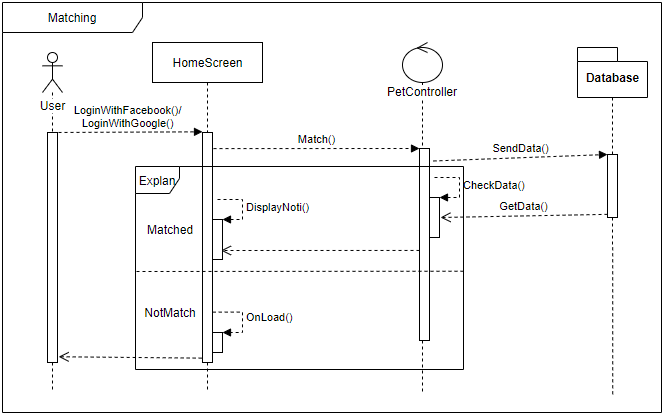 Matching
HomeScreen
User
PetController
Database
LoginWithFacebook()/
LoginWithGoogle()
Match()
SendData()
Explan
CheckData()
DisplayNoti()
GetData()
Matched
NotMatch
OnLoad()